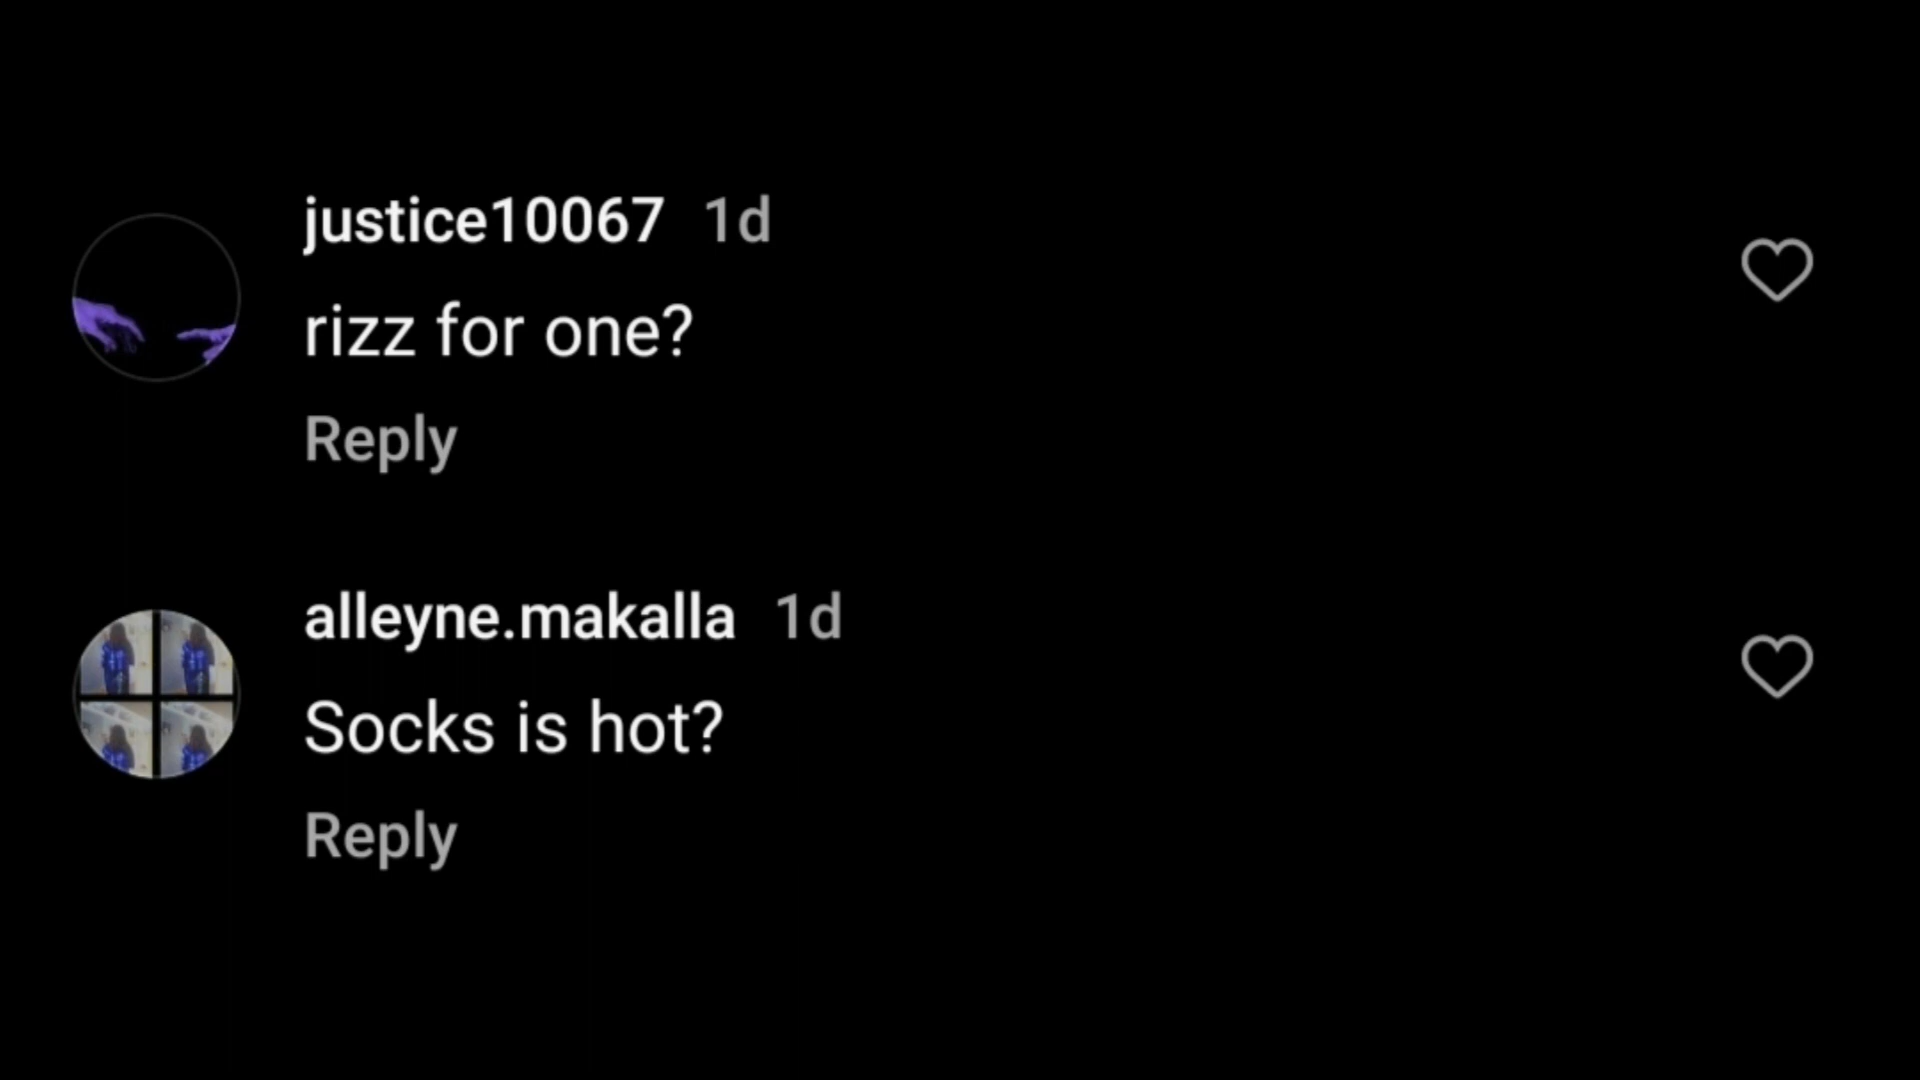 justice10067 1d
rizz for one?
Reply
alleyne.makalla 1d
Socks is hot?
Reply